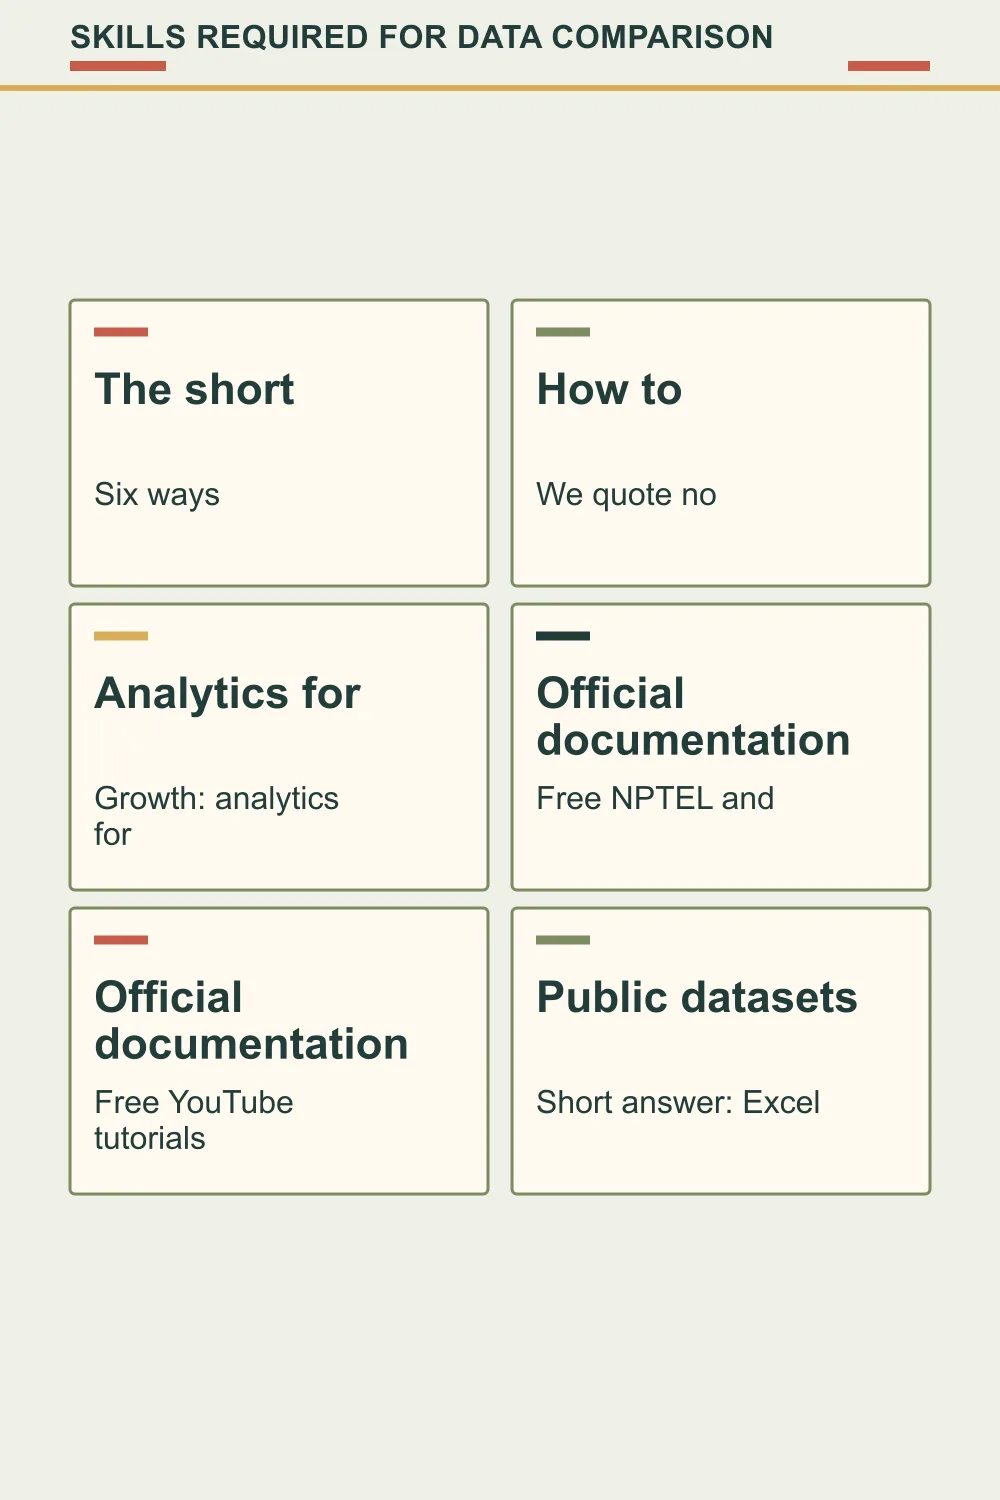 SKILLS REQUIRED FOR DATA COMPARISON
The short
Six ways
How to
We quote no
Analytics for
Growth: analytics
for
Official
documentation
Free NPTEL and
Official
documentation
Free YouTube
tutorials
Public datasets
Short answer: Excel